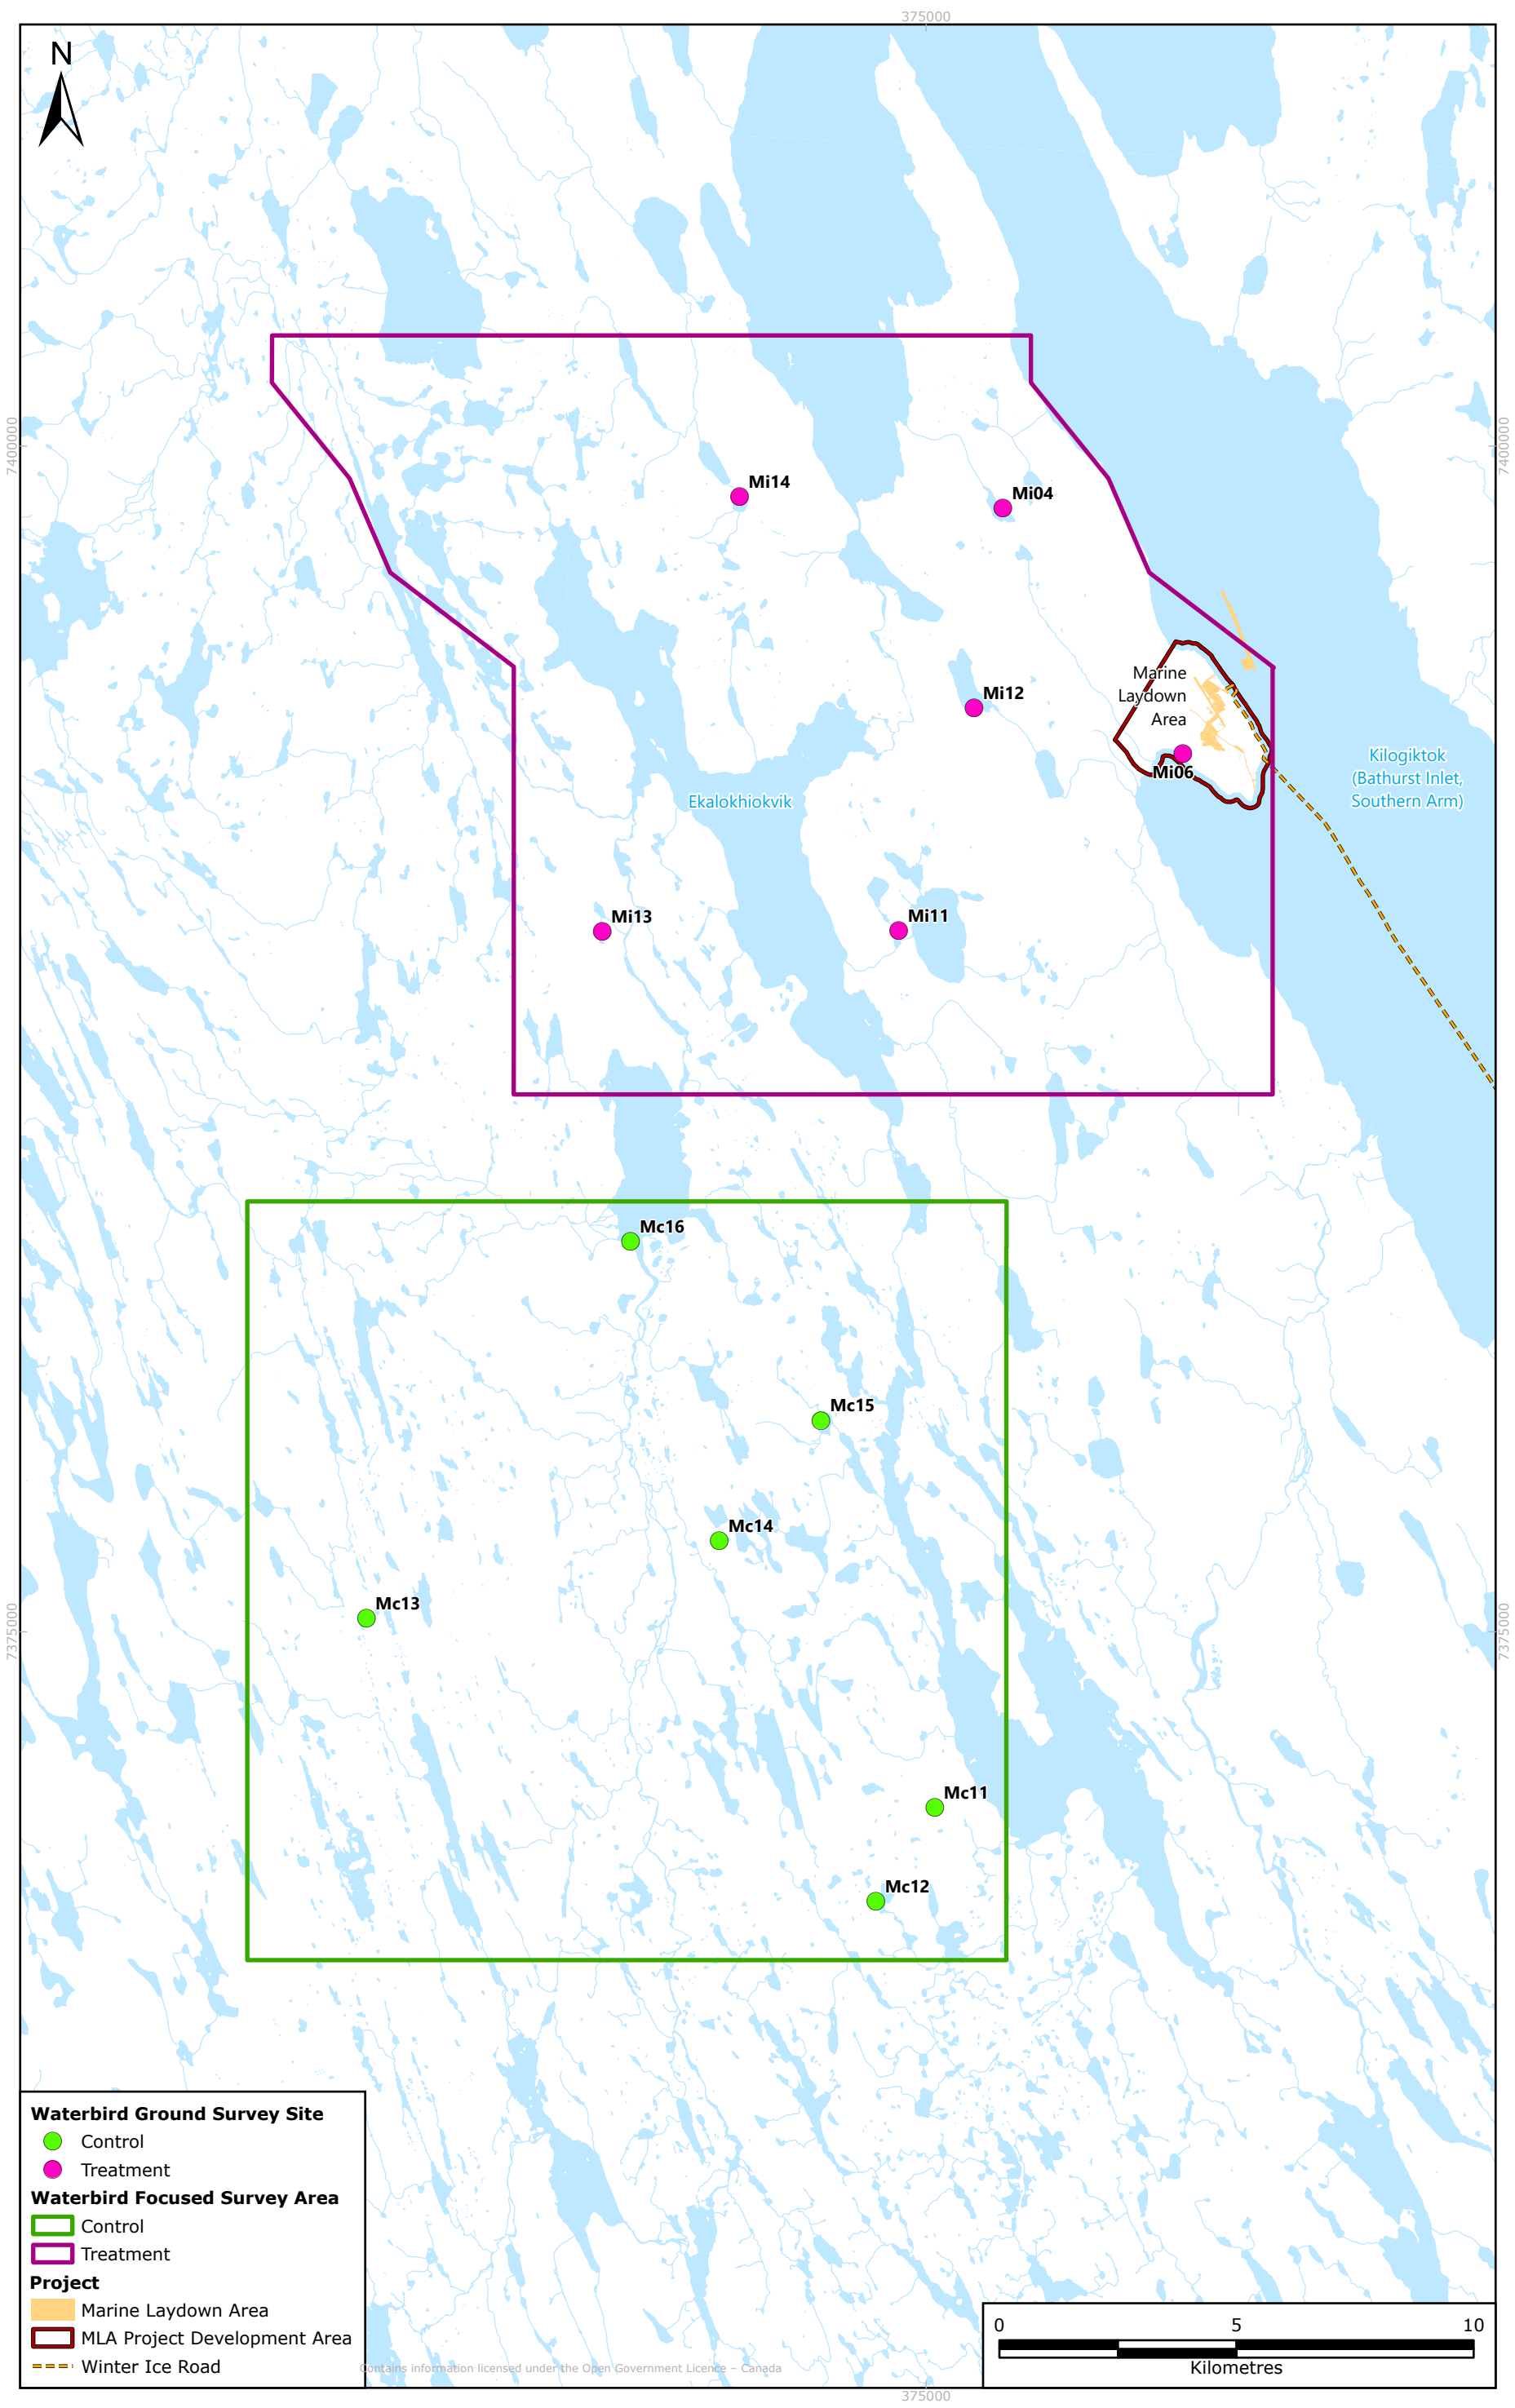 375000
N
7400000
7400000
Mi14
Mi04
Marine
Laydown
Area
Mi12
Mi06
Kilogiktok
(Bathurst Inlet,
Southern Arm)
Ekalokhiokvik
Mi13
Mi11
Mc16
Mc15
Mc14
Mc13
7375000
7375000
Mc11
Mc12
Waterbird Ground Survey Site
Control
Treatment
Waterbird Focused Survey Area
Control
Treatment
Project
Marine Laydown Area
MLA Project Development Area
Winter Ice Road
Contains information licensed under the Open Government Licence – Canada
0 5 10
Kilometres
375000